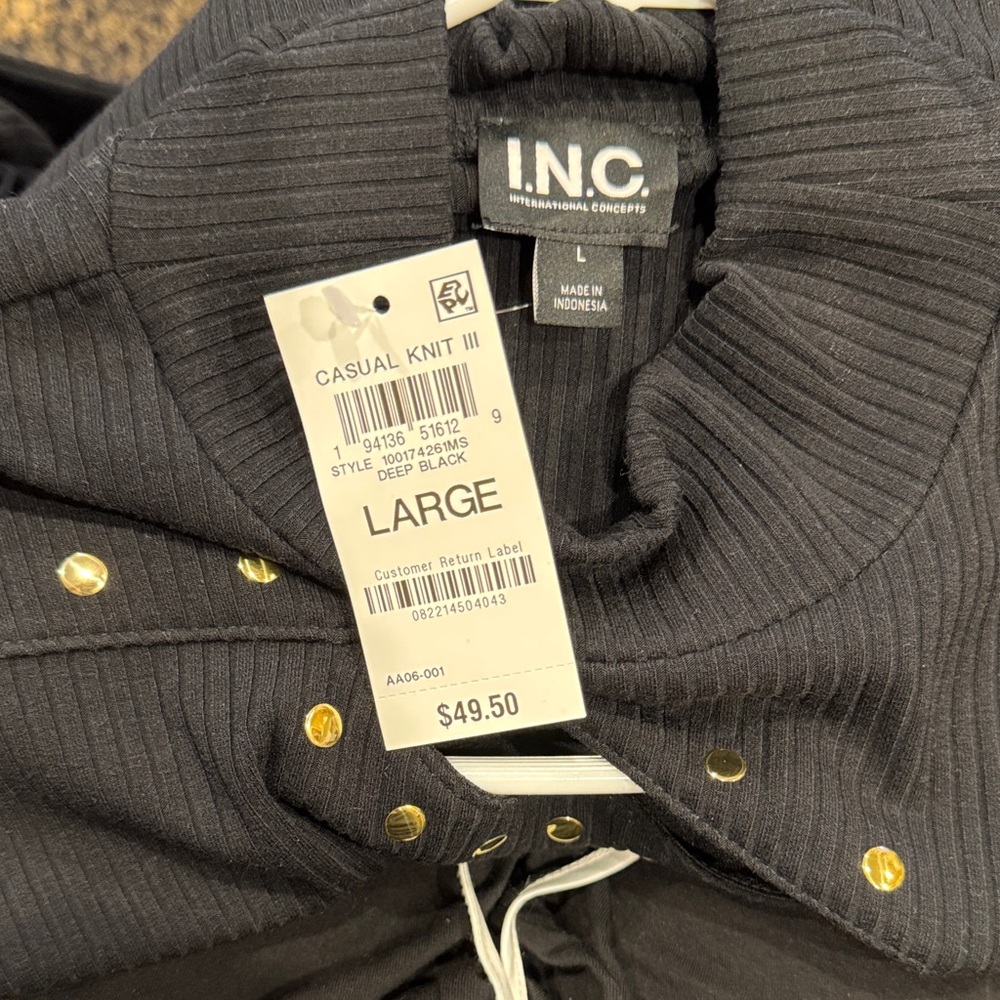 I.N.C.
INTERNATIONAL CONCEPTS
L
MADE IN
INDONESIA
CASUAL KNIT III
1 94136 51612 9
STYLE 100174261MS
DEEP BLACK
LARGE
Customer Return Label
082214504043
AA06-001
$49.50